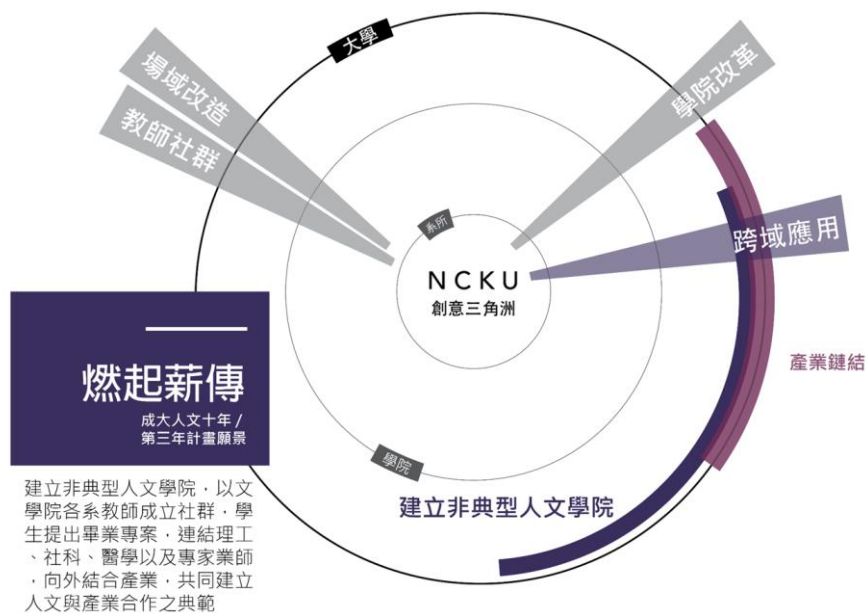 大學
場域改造
教師社群
學院改革
跨域應用
系所
NCKU
創意三角洲
產業鏈結
燃起薪傳
成大人文十年/
第三年計畫願景
學院
建立非典型人文學院
建立非典型人文學院，以文
學院各系教師成立社群，學
生提出畢業專案，連結理工
、社科、醫學以及專家業師
，向外結合產業，共同建立
人文與產業合作之典範